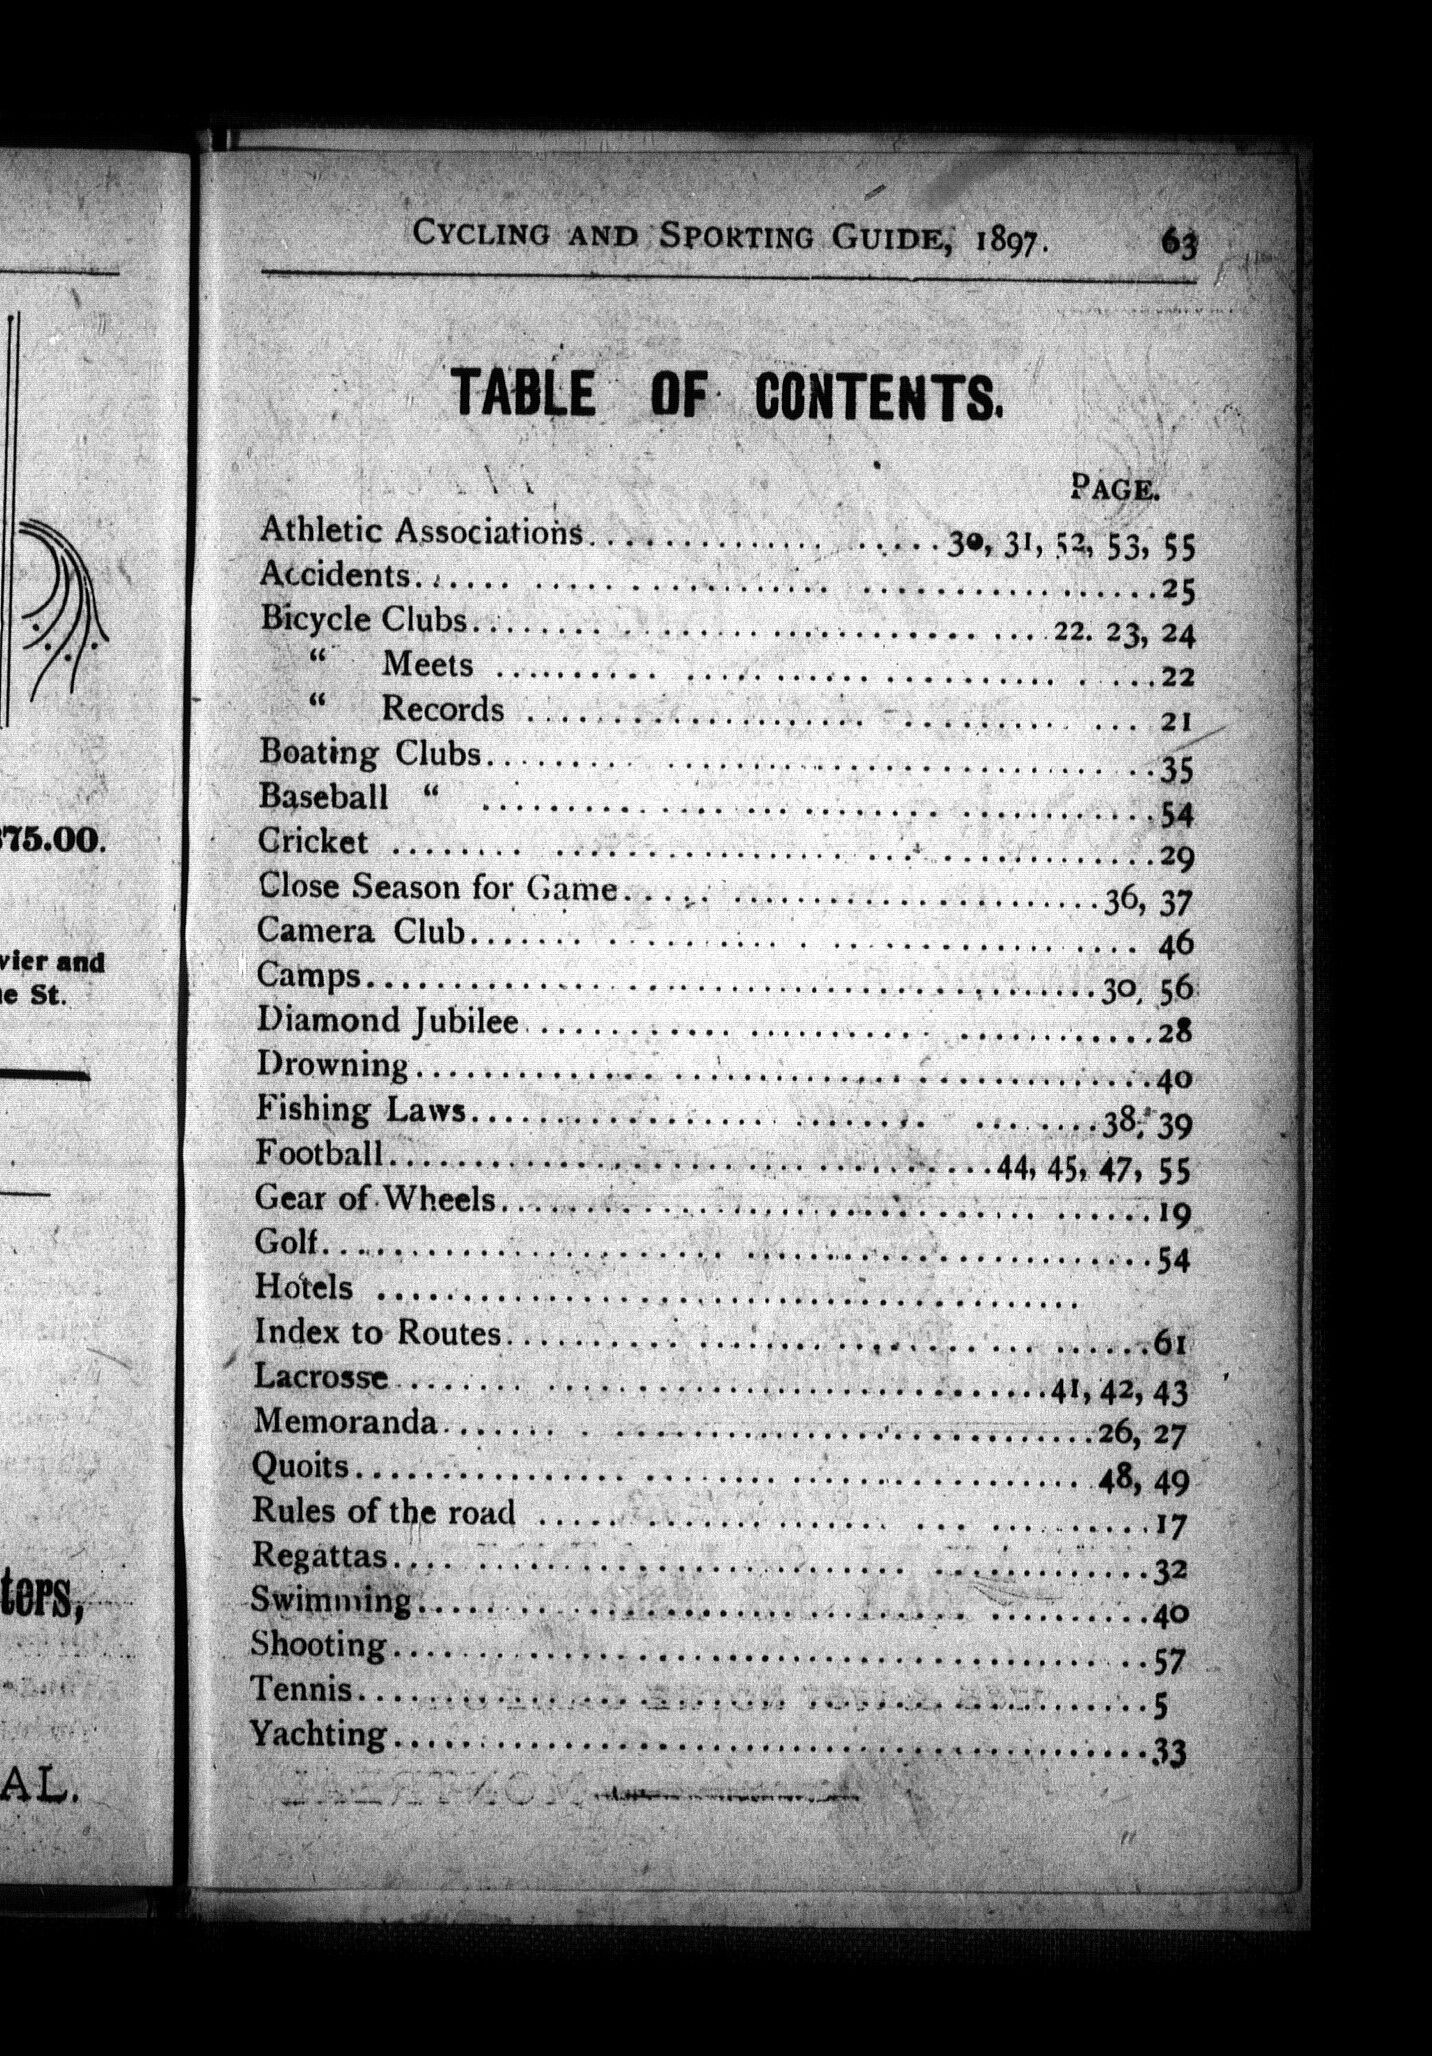 CYCLING AND SPORTING GUIDE, 1897. 63
TABLE OF CONTENTS.
PAGE.
Athletic Associations.................. 30, 31, 52, 53, 55
Accidents.................. 25
Bicycle Clubs.................. 22. 23, 24
“ Meets .................. 22
“ Records .................. 21
Boating Clubs.................. 35
Baseball “ .................. 54
Cricket .................. 29
Close Season for Game.................. 36, 37
Camera Club.................. 46
Camps.................. 30, 56
Diamond Jubilee.................. 28
Drowning.................. 40
Fishing Laws.................. 38, 39
Football.................. 44, 45, 47, 55
Gear of Wheels.................. 19
Golf.................. 54
Hotels ..................
Index to Routes.................. 61
Lacrosse.................. 41, 42, 43
Memoranda.................. 26, 27
Quoits.................. 48, 49
Rules of the road .................. 17
Regattas.................. 32
Swimming.................. 40
Shooting.................. 57
Tennis.................. 5
Yachting.................. 33
75.00.
vier and
St.
ters,
AL.